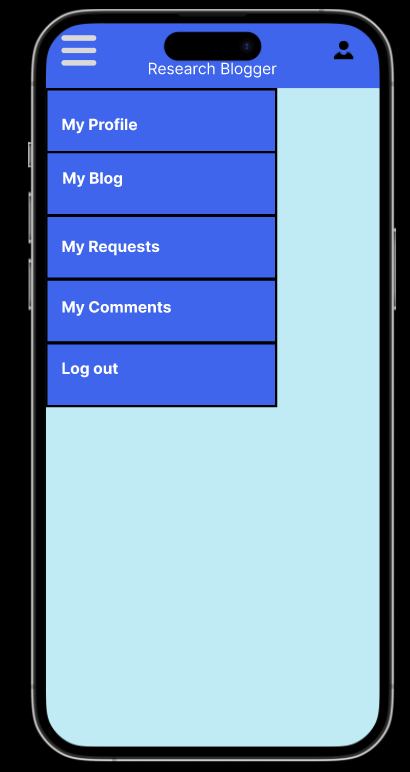 Research Blogger
My Profile
My Blog
My Requests
My Comments
Log out